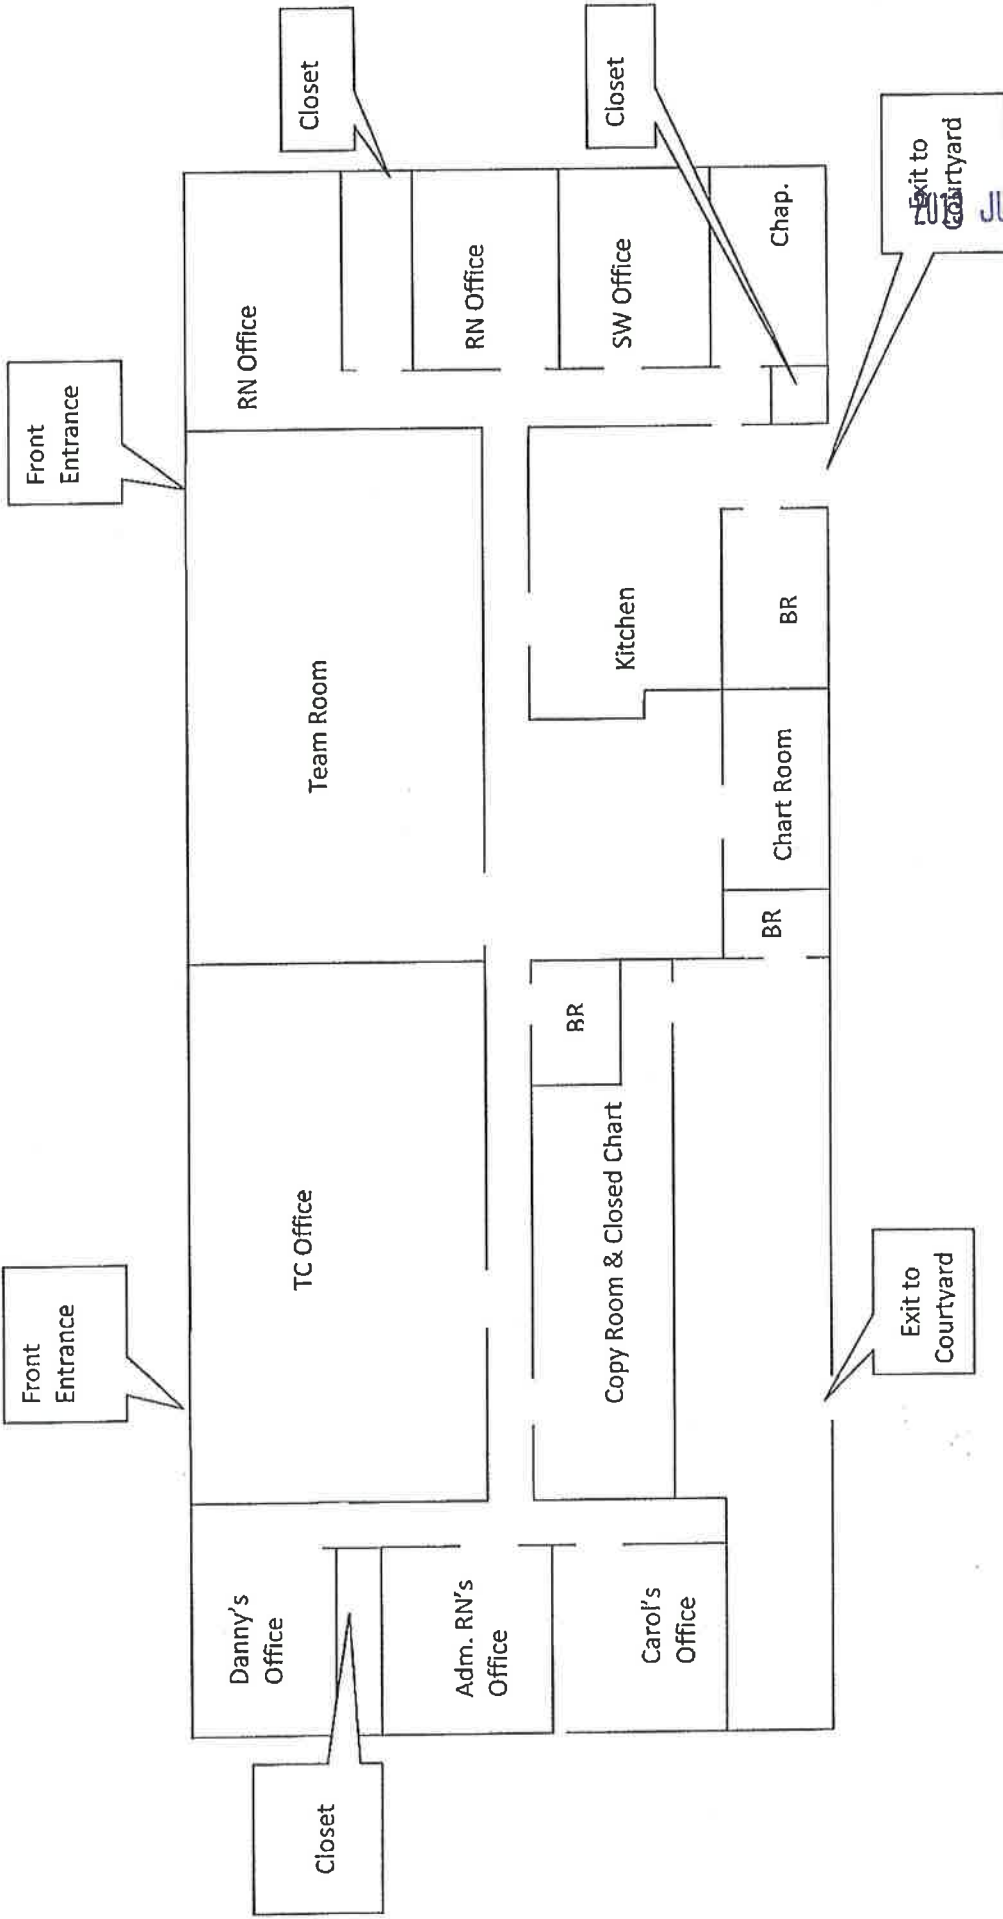 Front
Entrance
Front
Entrance
Danny's
Office
RN Office
Closet
TC Office
Team Room
Closet
Adm. RN's
Office
RN Office
BR
Copy Room & Closed Chart
Kitchen
SW Office
Closet
Carol's
Office
BR
Chart Room
BR
Chap.
Exit to
Courtyard
Exit to
Courtyard